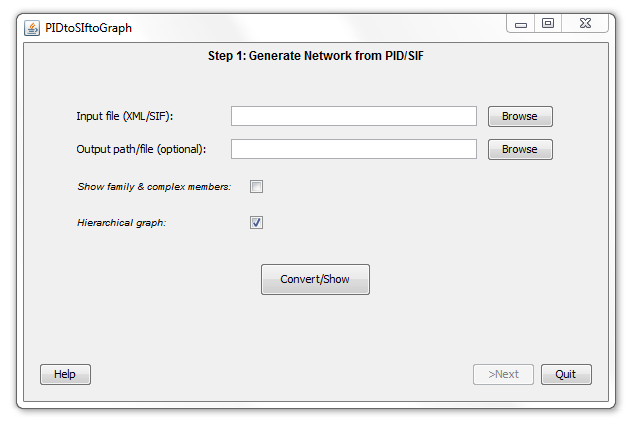 PIDtoSIftoGraph
Step 1: Generate Network from PID/SIF
Input file (XML/SIF): Browse
Output path/file (optional): Browse
Show family & complex members:
Hierarchical graph:
Convert/Show
Help >Next Quit